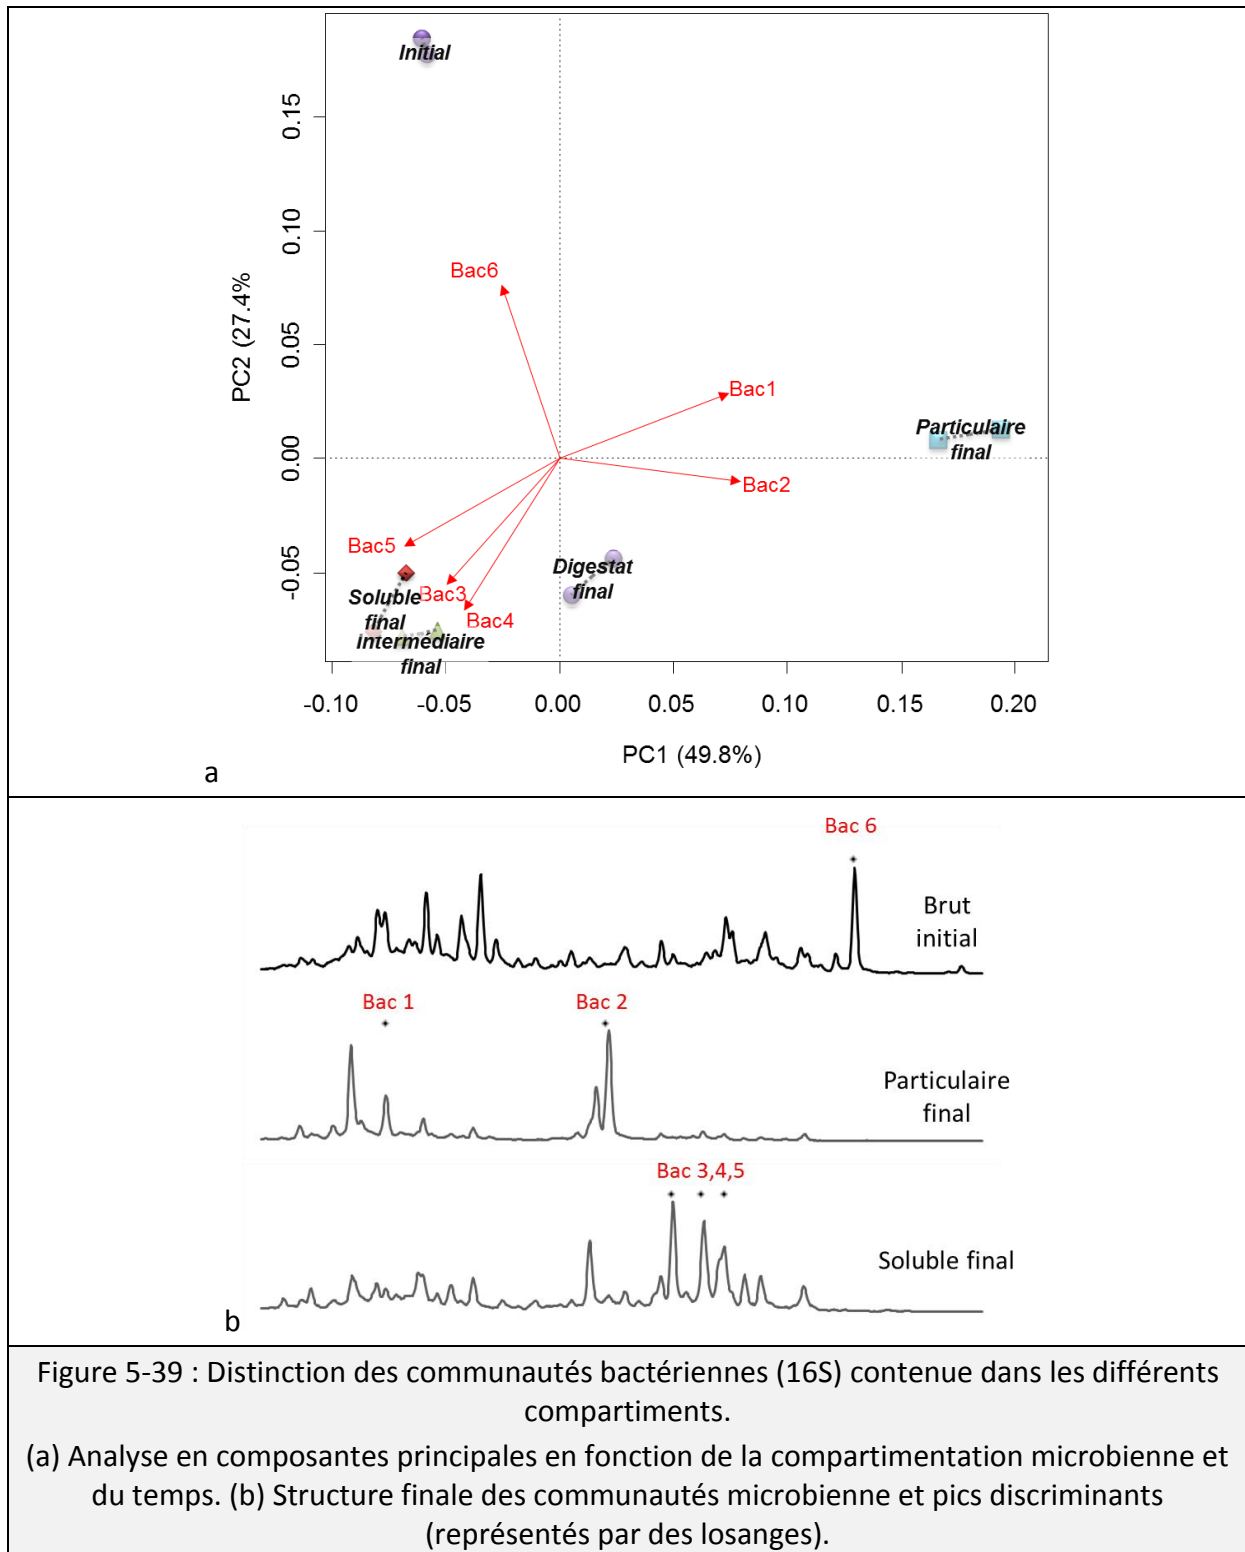 Initial
0.15
0.10
0.05
0.00
-0.05
PC2 (27.4%
Bac6
Bac1
Particulaire
final
Bac2
Bac5
Digestat
final
Bac3
Soluble
final
Bac4
intermédiaire
final
-0.10 -0.05 0.00 0.05 0.10 0.15 0.20
PC1 (49.8%)
a
Bac 6
Brut
initial
Bac 1 Bac 2
Particulaire
final
Bac 3,4,5
Soluble final
b
Figure 5-39 : Distinction des communautés bactériennes (16S) contenue dans les différents
compartiments.
(a) Analyse en composantes principales en fonction de la compartimentation microbienne et
du temps. (b) Structure finale des communautés microbienne et pics discriminants
(représentés par des losanges).